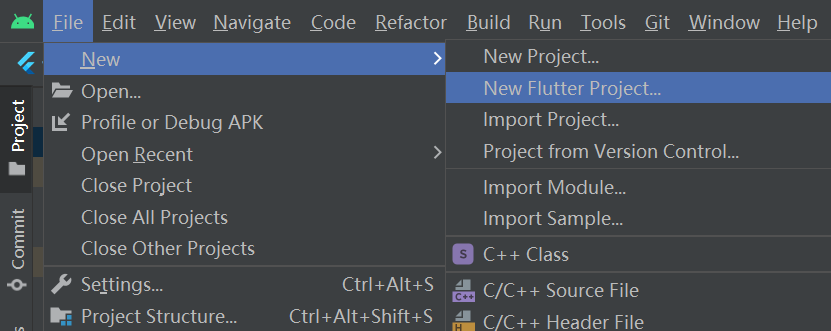 File Edit View Navigate Code Refactor Build Run Tools Git Window Help
New
Open...
Profile or Debug APK
Open Recent
Close Project
Close All Projects
Close Other Projects
Settings... Ctrl+Alt+S
Project Structure... Ctrl+Alt+Shift+S
New Project...
New Flutter Project...
Import Project...
Project from Version Control...
Import Module...
Import Sample...
S C++ Class
C++ C/C++ Source File
H C/C++ Header File
Project
Commit